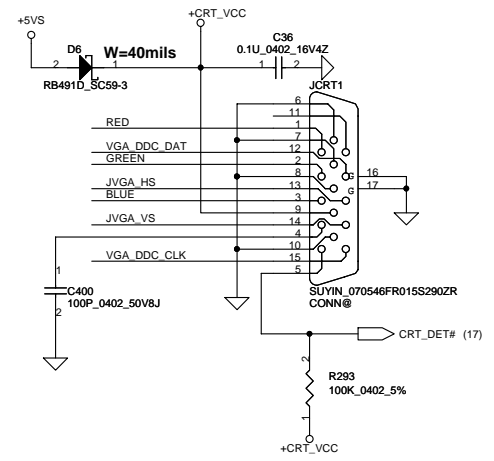 +CRT_VCC
+5VS
D6
W=40mils
C36
0.1U_0402_16V4Z
2
1
1
2
RB491D_SC59-3
JCRT1
6
11
RED
1
7
VGA_DDC_DAT
12
GREEN
2
8
G
16
JVGA_HS
13
G
17
BLUE
3
9
JVGA_VS
14
4
10
VGA_DDC_CLK
15
5
1
C400
100P_0402_50V8J
2
SUYIN_070546FR015S290ZR
CONN@
CRT_DET# (17)
2
R293
100K_0402_5%
1
+CRT_VCC